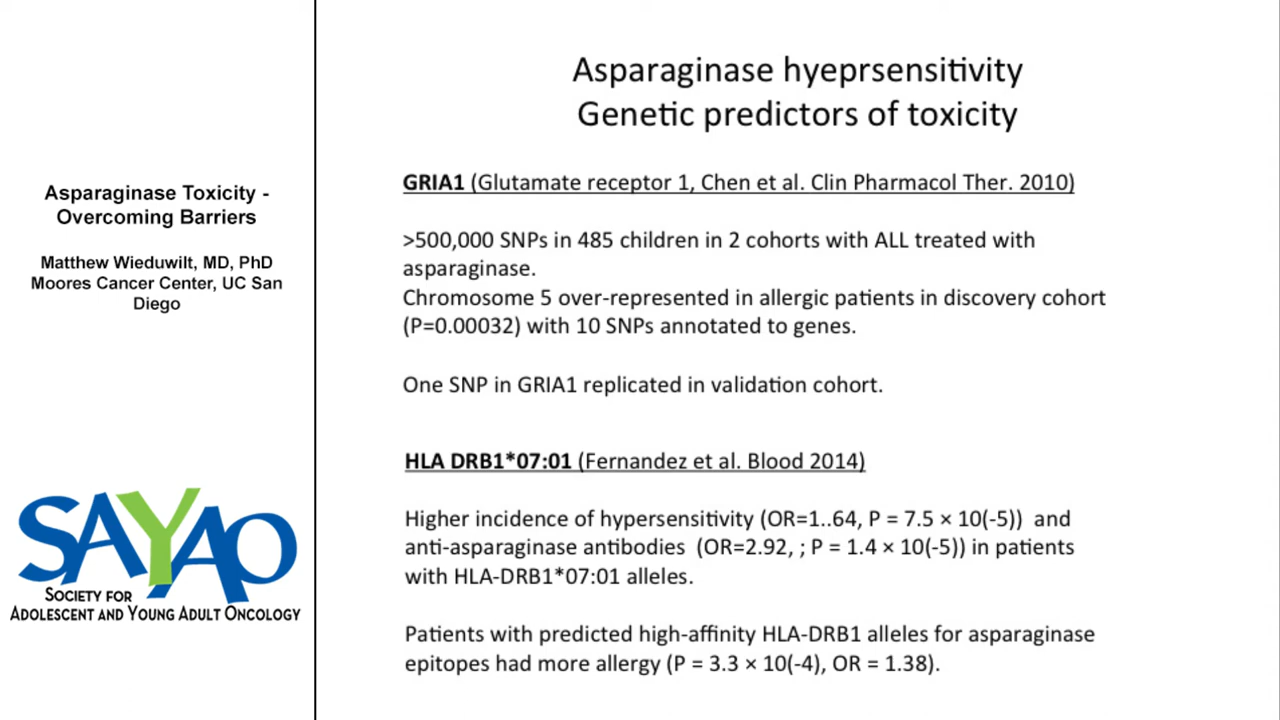 Asparaginase Toxicity -
Overcoming Barriers
Matthew Wieduwilt, MD, PhD
Moores Cancer Center, UC San
Diego
SAYAO
SOCIETY FOR
ADOLESCENT AND YOUNG ADULT ONCOLOGY
Asparaginase hyeprsensitivity
Genetic predictors of toxicity
GRIA1 (Glutamate receptor 1, Chen et al. Clin Pharmacol Ther. 2010)
>500,000 SNPs in 485 children in 2 cohorts with ALL treated with
asparaginase.
Chromosome 5 over-represented in allergic patients in discovery cohort
(P=0.00032) with 10 SNPs annotated to genes.
One SNP in GRIA1 replicated in validation cohort.
HLA DRB1*07:01 (Fernandez et al. Blood 2014)
Higher incidence of hypersensitivity (OR=1..64, P = 7.5 × 10(-5)) and
anti-asparaginase antibodies (OR=2.92, ; P = 1.4 × 10(-5)) in patients
with HLA-DRB1*07:01 alleles.
Patients with predicted high-affinity HLA-DRB1 alleles for asparaginase
epitopes had more allergy (P = 3.3 × 10(-4), OR = 1.38).